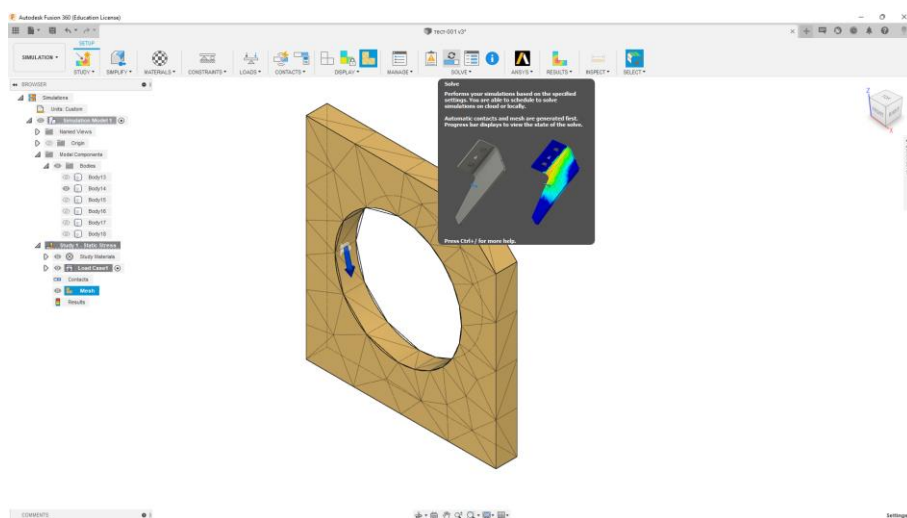 Autodesk Fusion 360 (Education License)
тест-001 v3*
SETUP
SIMULATION
STUDY
SIMPLIFY
MATERIALS
CONSTRAINTS
LOADS
CONTACTS
DISPLAY
MANAGE
SOLVE
ANSYS
RESULTS
INSPECT
SELECT
BROWSER
Simulations
Units: Custom
Simulation Model 1
Named Views
Origin
Model Components
Bodies
Body13
Body14
Body15
Body16
Body17
Body18
Study 1 - Static Stress
Study Materials
Load Case1
Contacts
Mesh
Results
Solve
Performs your simulations based on the specified
settings. You are able to schedule to solve
simulations on cloud or locally.
Automatic contacts and mesh are generated first.
Progress bar displays to view the state of the solve.
Press Ctrl+/ for more help.
Z
X
COMMENTS
Settings